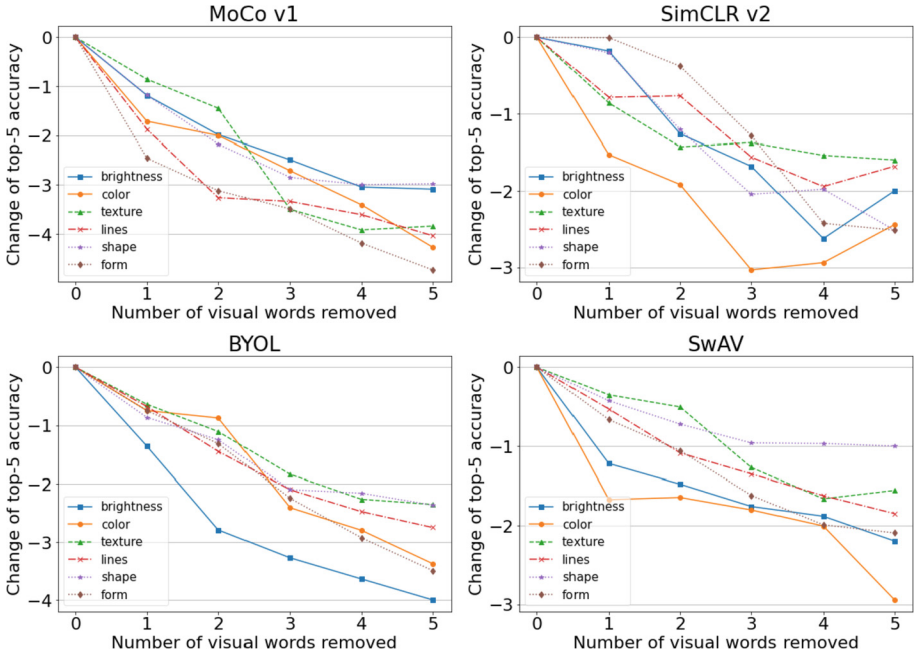 MoCo v1
Change of top-5 accuracy
0
−1
−2
−3
−4
brightness
color
texture
lines
shape
form
0 1 2 3 4 5
Number of visual words removed
SimCLR v2
Change of top-5 accuracy
0
−1
−2
−3
brightness
color
texture
lines
shape
form
0 1 2 3 4 5
Number of visual words removed
BYOL
Change of top-5 accuracy
0
−1
−2
−3
−4
brightness
color
texture
lines
shape
form
0 1 2 3 4 5
Number of visual words removed
SwAV
Change of top-5 accuracy
0
−1
−2
−3
brightness
color
texture
lines
shape
form
0 1 2 3 4 5
Number of visual words removed